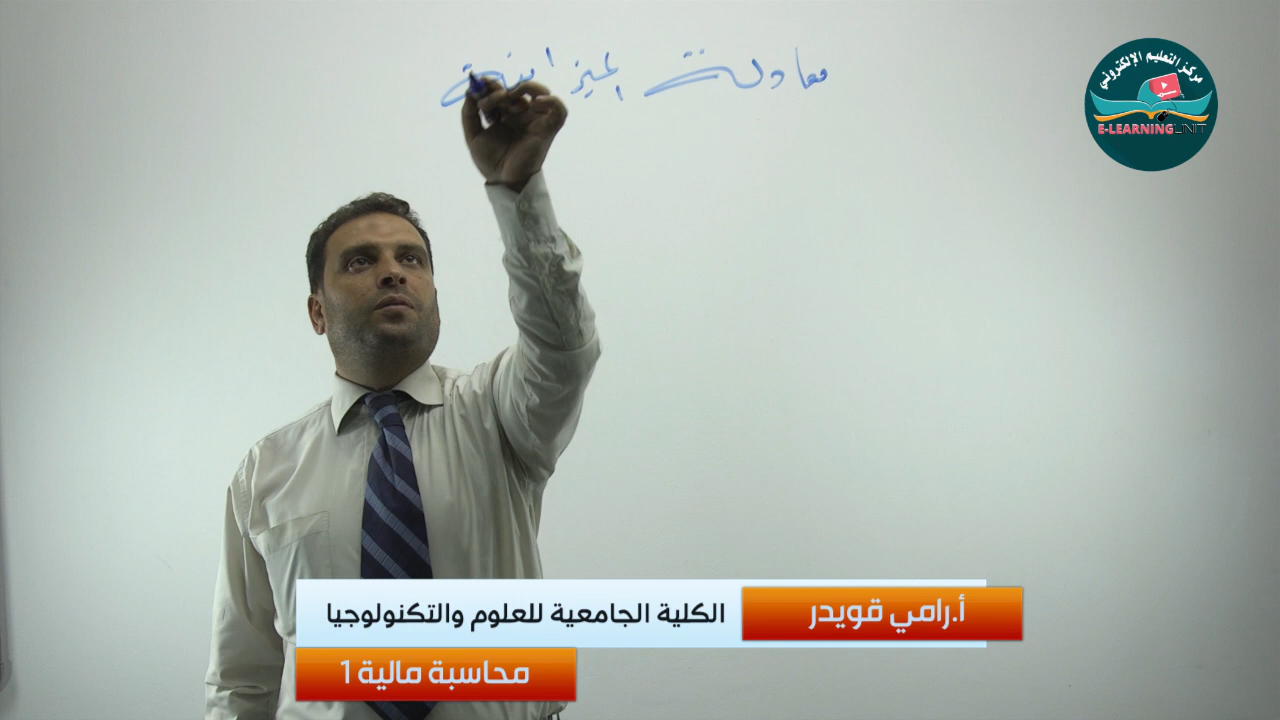 معادلة الميزانية
مركز التعليم الإلكتروني
E-LEARNING UNIT
أ.رامي قويدر
الكلية الجامعية للعلوم والتكنولوجيا
محاسبة مالية 1